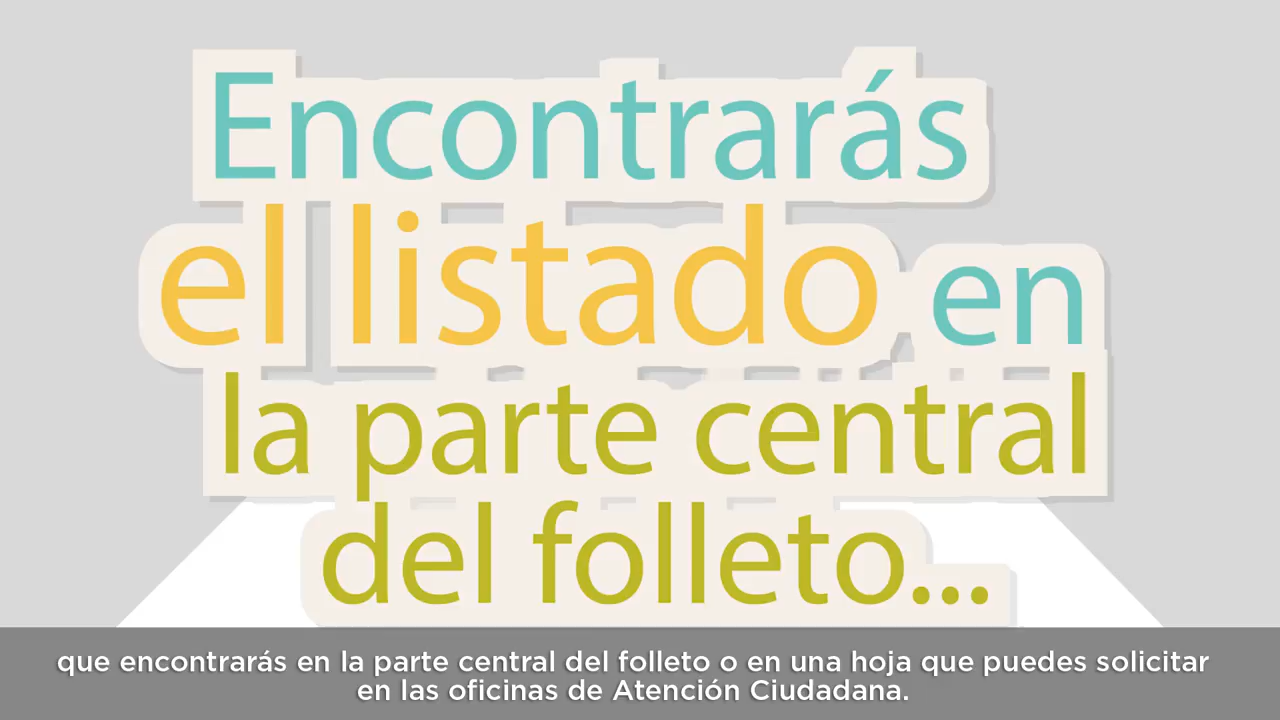 Encontrarás
el listado en
la parte central
del folleto...
que encontrarás en la parte central del folleto o en una hoja que puedes solicitar
en las oficinas de Atención Ciudadana.